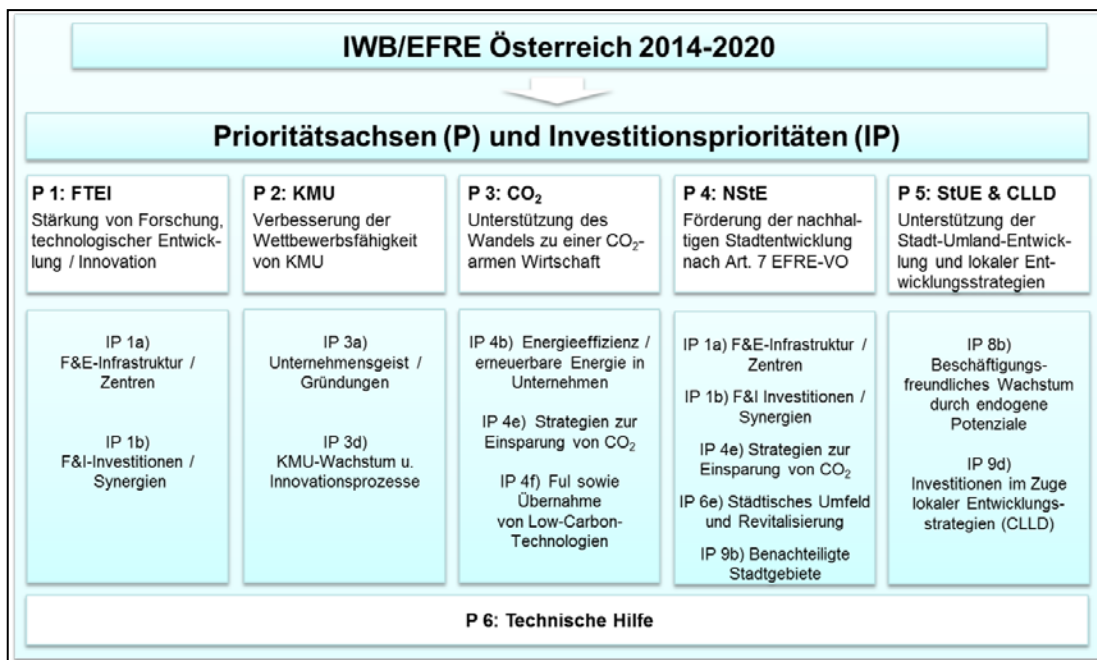 IWB/EFRE Österreich 2014-2020
Prioritätsachsen (P) und Investitionsprioritäten (IP)
P 1: FTEI
Stärkung von Forschung,
technologischer Entwick-
lung / Innovation
P 2: KMU
Verbesserung der
Wettbewerbsfähigkeit
von KMU
P 3: CO₂
Unterstützung des
Wandels zu einer CO₂-
armen Wirtschaft
P 4: NStE
Förderung der nachhal-
tigen Stadtentwicklung
nach Art. 7 EFRE-VO
P 5: StUE & CLLD
Unterstützung der
Stadt-Umland-Entwick-
lung und lokaler Ent-
wicklungsstrategien
IP 1a)
F&E-Infrastruktur /
Zentren
IP 1b)
F&I-Investitionen /
Synergien
IP 3a)
Unternehmensgeist /
Gründungen
IP 3d)
KMU-Wachstum u.
Innovationsprozesse
IP 4b) Energieeffizienz /
erneuerbare Energie in
Unternehmen
IP 4e) Strategien zur
Einsparung von CO₂
IP 4f) FuI sowie
Übernahme
von Low-Carbon-
Technologien
IP 1a) F&E-Infrastruktur /
Zentren
IP 1b) F&I Investitionen /
Synergien
IP 4e) Strategien zur
Einsparung von CO₂
IP 6e) Städtisches Umfeld
und Revitalisierung
IP 9b) Benachteiligte
Stadtgebiete
IP 8b)
Beschäftigungs-
freundliches Wachstum
durch endogene
Potenziale
IP 9d)
Investitionen im Zuge
lokaler Entwicklungs-
strategien (CLLD)
P 6: Technische Hilfe